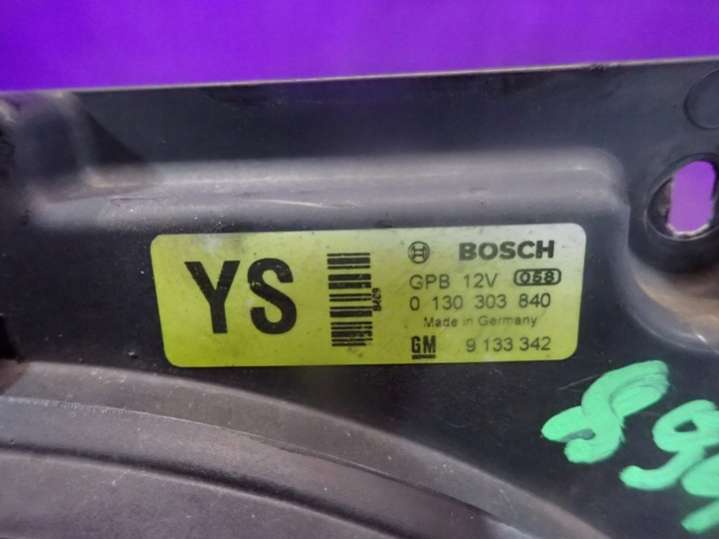 YS
BOSCH
GPB 12V 058
0 130 303 840
Made in Germany
GM 9 133 342